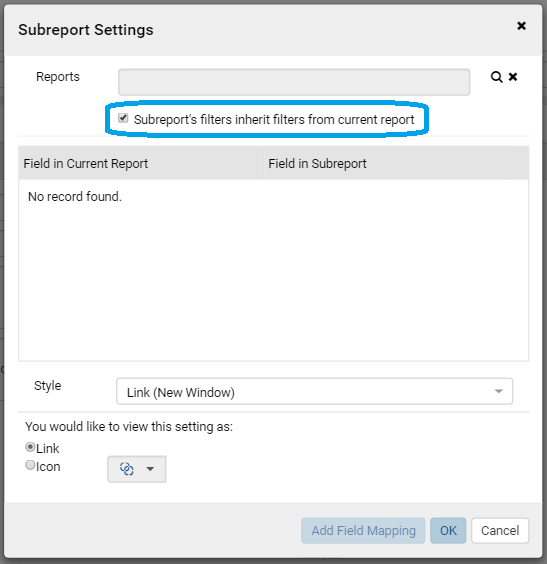 Subreport Settings
Reports
Subreport's filters inherit filters from current report
Field in Current Report Field in Subreport
No record found.
Style Link (New Window)
You would like to view this setting as:
Link
Icon
Add Field Mapping OK Cancel